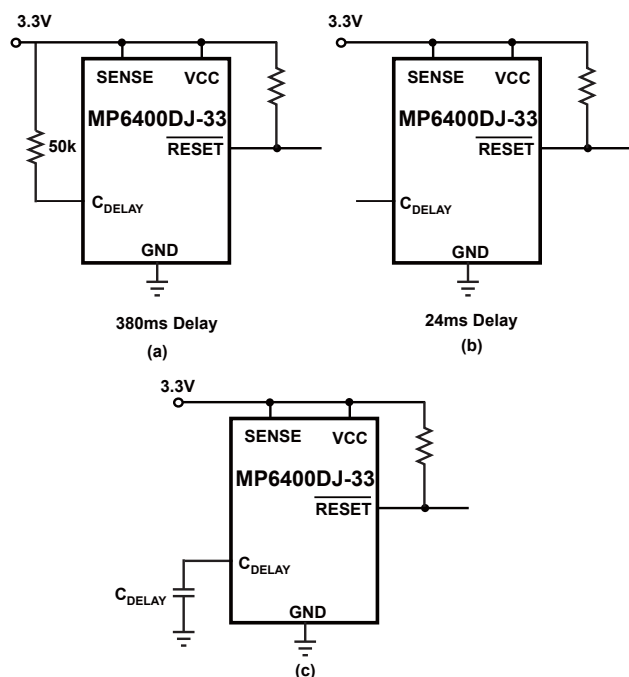 3.3V
SENSE VCC
MP6400DJ-33
RESET
50k
CDELAY
GND
380ms Delay
(a)
3.3V
SENSE VCC
MP6400DJ-33
RESET
CDELAY
GND
24ms Delay
(b)
3.3V
SENSE VCC
MP6400DJ-33
RESET
CDELAY
CDELAY
GND
(c)